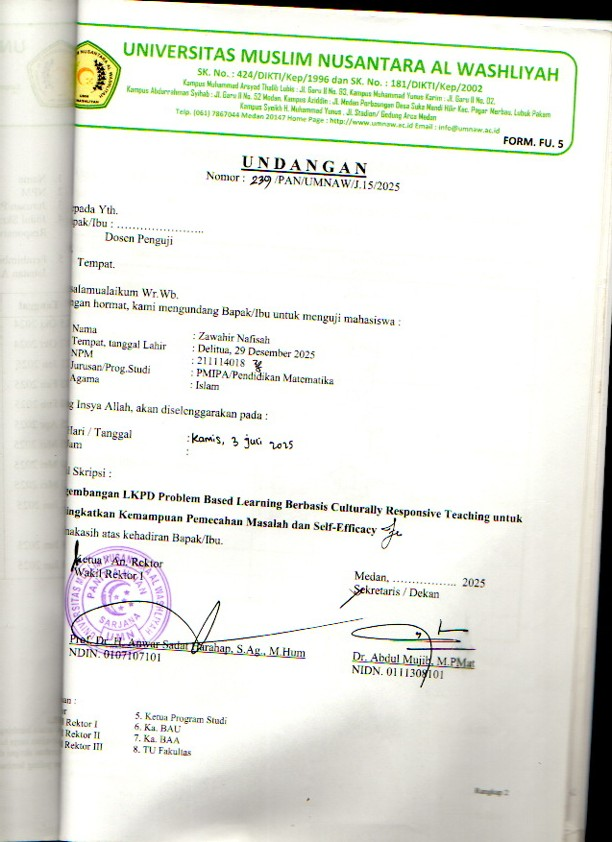 UNIVERSITAS MUSLIM NUSANTARA AL WASHLIYAH
SK. No. : 424/DIKTI/Kep/1996 dan SK. No. : 181/DIKTI/Kep/2002
Kampus Muhammad Arsyad Thalib Lubis : Jl. Garu II No. 93, Kampus Muhammad Yunus Karim : Jl. Garu II No. 02,
Kampus Abdurrahman Syihab : Jl. Garu II No. 52 Medan, Kampus Aziddin : Jl. Medan Perbaungan Desa Suka Mandi Hilir Kec. Pagar Merbau, Lubuk Pakam
Kampus Syeikh H. Muhammad Yunus , Jl. Stadion/ Gedung Arca Medan
Telp. (061) 7867044 Medan 20147 Home Page : http://www.umnaw.ac.id Email : info@umnaw.ac.id
FORM. FU. 5
UNDANGAN
Nomor : 239 /PAN/UMNAW/J.15/2025
epada Yth.
pak/Ibu : ........................
Dosen Penguji
Tempat.
salamualaikum Wr.Wb.
ngan hormat, kami mengundang Bapak/Ibu untuk menguji mahasiswa :
Nama : Zawahir Nafisah
Tempat, tanggal Lahir : Delitua, 29 Desember 2025
NPM : 211114018
Jurusan/Prog.Studi : PMIPA/Pendidikan Matematika
Agama : Islam
g Insya Allah, akan diselenggarakan pada :
Hari / Tanggal : Kamis, 3 juli 2025
am :
l Skripsi :
gembangan LKPD Problem Based Learning Berbasis Culturally Responsive Teaching untuk
ingkatkan Kemampuan Pemecahan Masalah dan Self-Efficacy
makasih atas kehadiran Bapak/Ibu.
Ketua / An. Rektor
Wakil Rektor I
Medan, .................. 2025
Sekretaris / Dekan
SARJANA
UMN
Prof. Dr. H. Anwar Sadat Harahap, S.Ag., M.Hum
NDIN. 0107107101
Dr. Abdul Mujib, M.PMat
NIDN. 0111308101
an :
or
l Rektor I
l Rektor II
l Rektor III
5. Ketua Program Studi
6. Ka. BAU
7. Ka. BAA
8. TU Fakultas
Rangkap 2